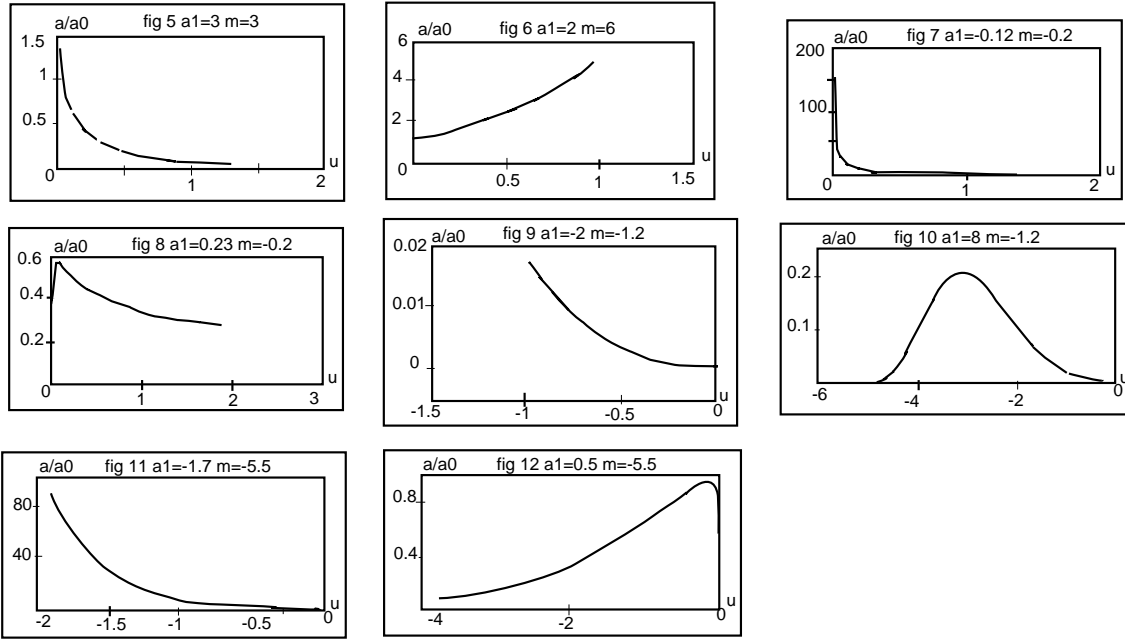 a/a0 fig 5 a1=3 m=3
1.5
1
0.5
0 1 2
u
a/a0 fig 6 a1=2 m=6
6
4
2
0 0.5 1 1.5
u
a/a0 fig 7 a1=-0.12 m=-0.2
200
100
0 1 2
u
a/a0 fig 8 a1=0.23 m=-0.2
0.6
0.4
0.2
0 1 2 3
u
a/a0 fig 9 a1=-2 m=-1.2
0.02
0.01
0
-1.5 -1 -0.5 0
u
a/a0 fig 10 a1=8 m=-1.2
0.2
0.1
-6 -4 -2 0
u
a/a0 fig 11 a1=-1.7 m=-5.5
80
40
-2 -1.5 -1 -0.5 0
u
a/a0 fig 12 a1=0.5 m=-5.5
0.8
0.4
-4 -2 0
u